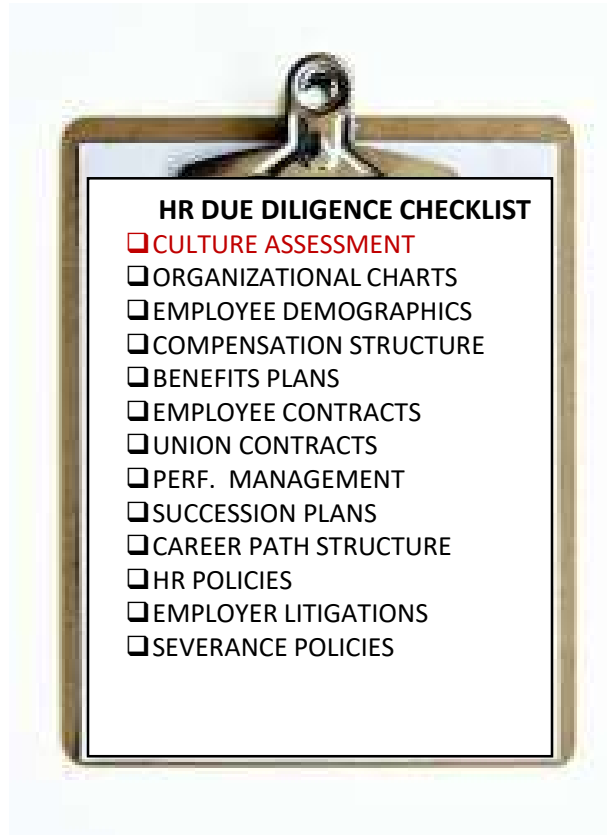 HR DUE DILIGENCE CHECKLIST
❑CULTURE ASSESSMENT
❑ORGANIZATIONAL CHARTS
❑EMPLOYEE DEMOGRAPHICS
❑COMPENSATION STRUCTURE
❑BENEFITS PLANS
❑EMPLOYEE CONTRACTS
❑UNION CONTRACTS
❑PERF. MANAGEMENT
❑SUCCESSION PLANS
❑CAREER PATH STRUCTURE
❑HR POLICIES
❑EMPLOYER LITIGATIONS
❑SEVERANCE POLICIES